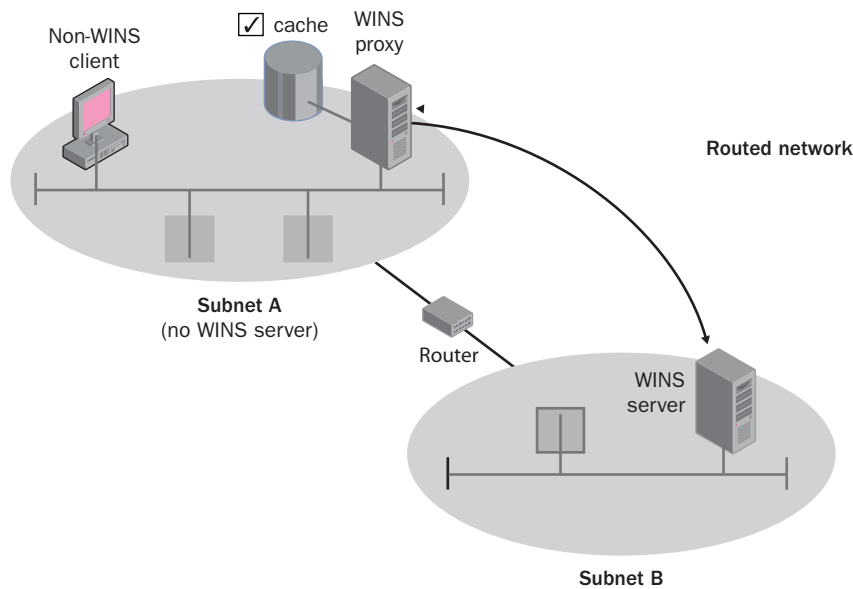 Non-WINS
client
cache
WINS
proxy
Routed network
Subnet A
(no WINS server)
Router
WINS
server
Subnet B